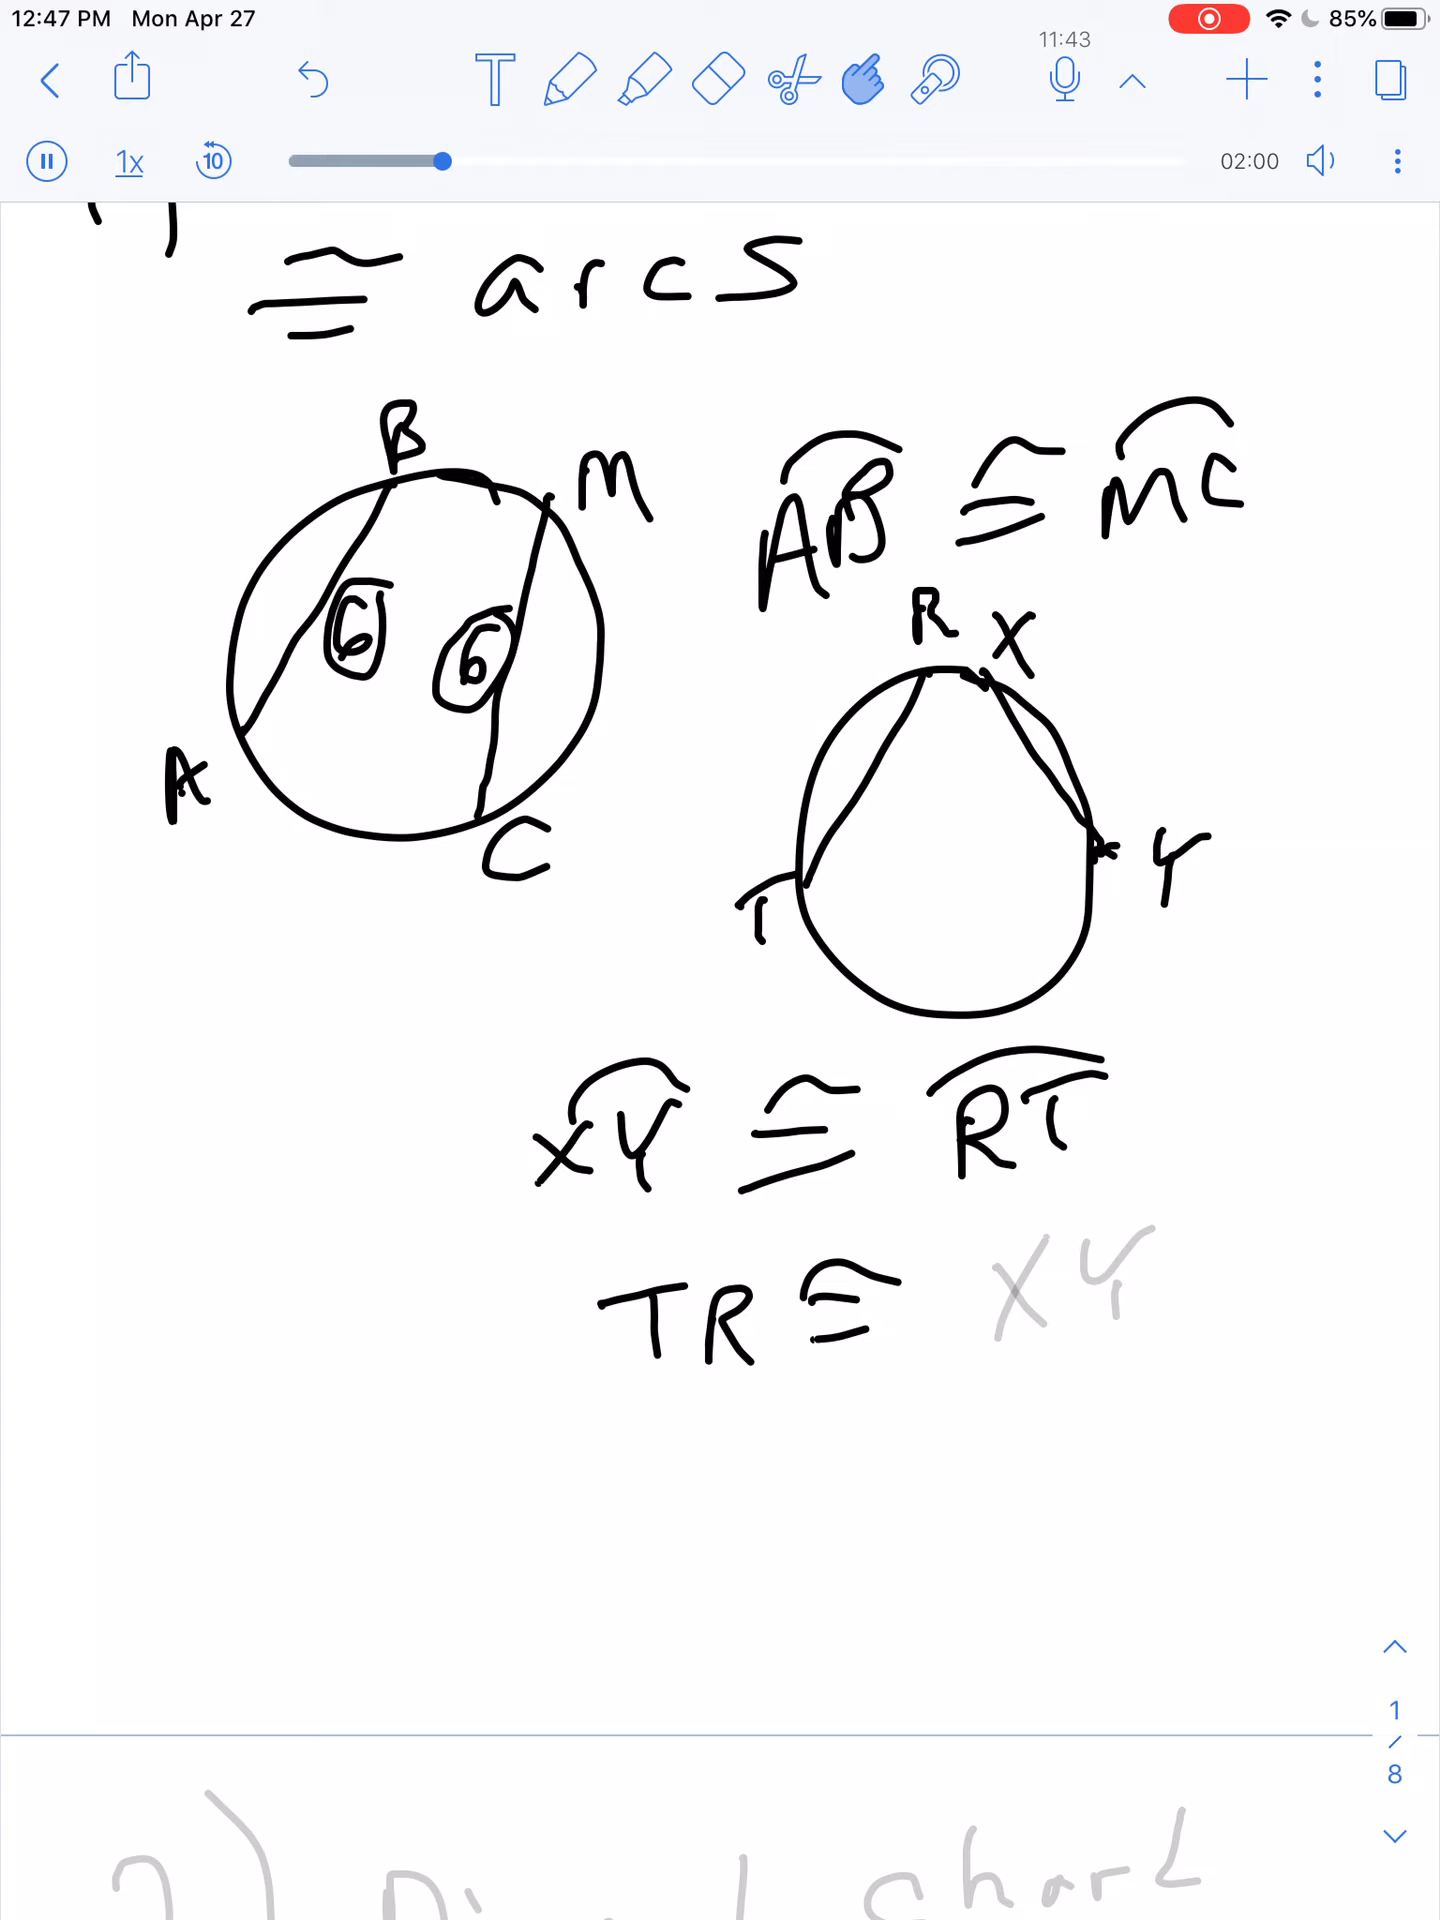 12:47 PM Mon Apr 27 85%
11:43
1x 10 02:00
≅ arcs
B
M
AB ≅ MC
6
6
A
C
R X
T
Y
XY ≅ RT
TR ≅ XY
1
/
8